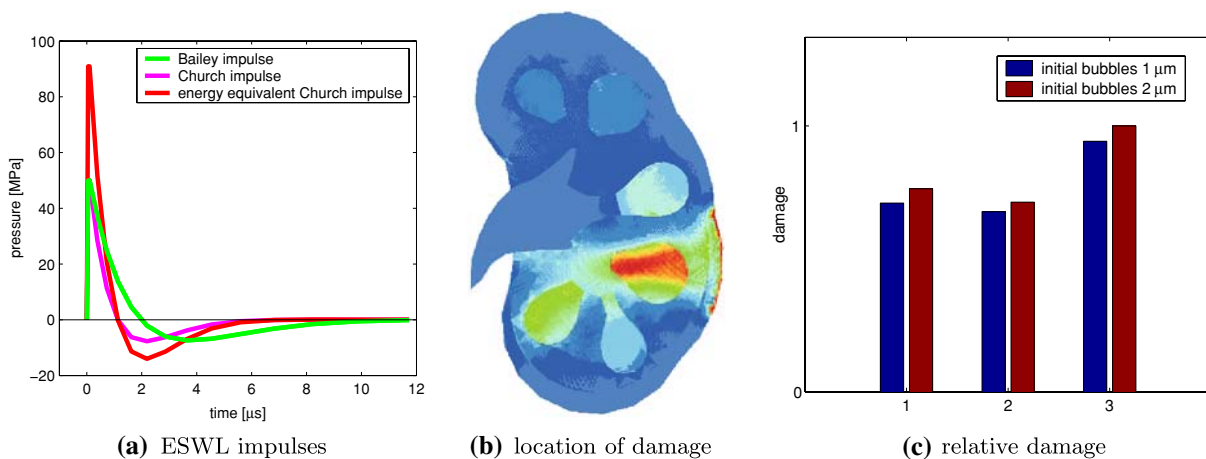 100
80
60
40
20
0
−20
pressure [MPa]
Bailey impulse
Church impulse
energy equivalent Church impulse
0 2 4 6 8 10 12
time [µs]
(a) ESWL impulses
(b) location of damage
1
0
damage
initial bubbles 1 µm
initial bubbles 2 µm
1 2 3
(c) relative damage